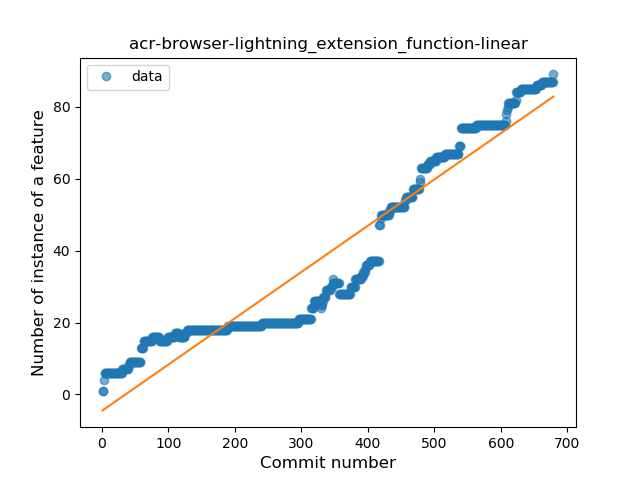 acr-browser-lightning_extension_function-linear
data
Number of instance of a feature
80
60
40
20
0
0 100 200 300 400 500 600 700
Commit number